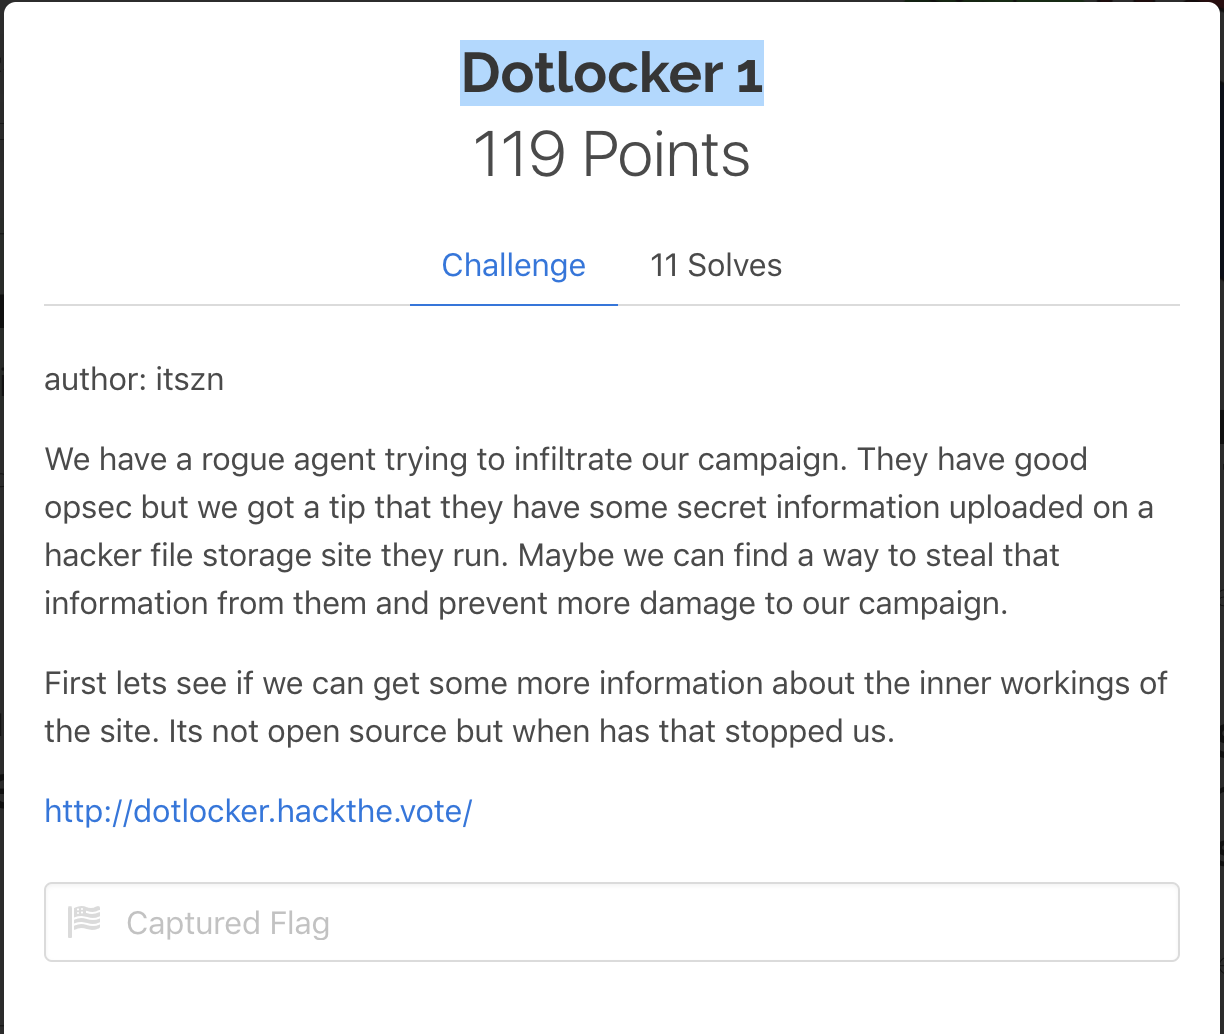 Dotlocker 1
119 Points
Challenge
11 Solves
author: itszn
We have a rogue agent trying to infiltrate our campaign. They have good
opsec but we got a tip that they have some secret information uploaded on a
hacker file storage site they run. Maybe we can find a way to steal that
information from them and prevent more damage to our campaign.
First lets see if we can get some more information about the inner workings of
the site. Its not open source but when has that stopped us.
http://dotlocker.hackthe.vote/
Captured Flag